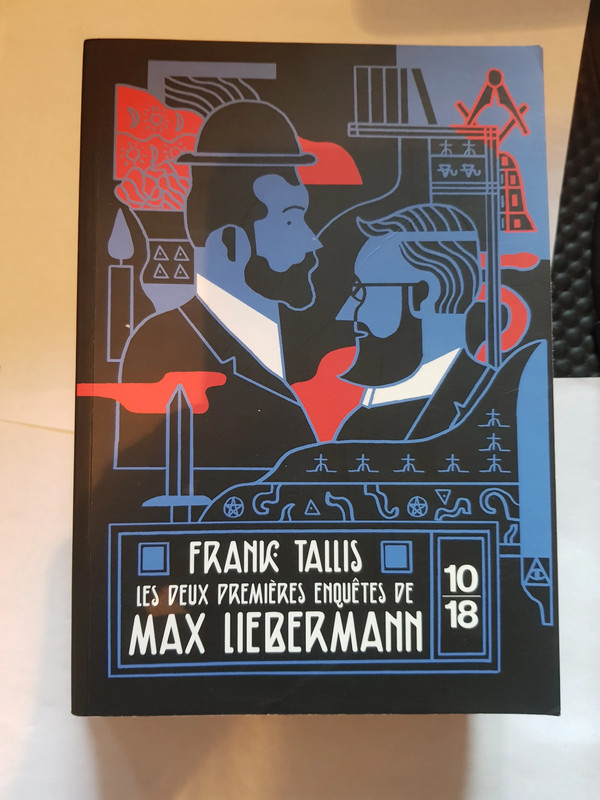 FRANK TALLIS
LES DEUX PREMIÈRES ENQUÊTES DE
MAX LIEBERMANN
10
18